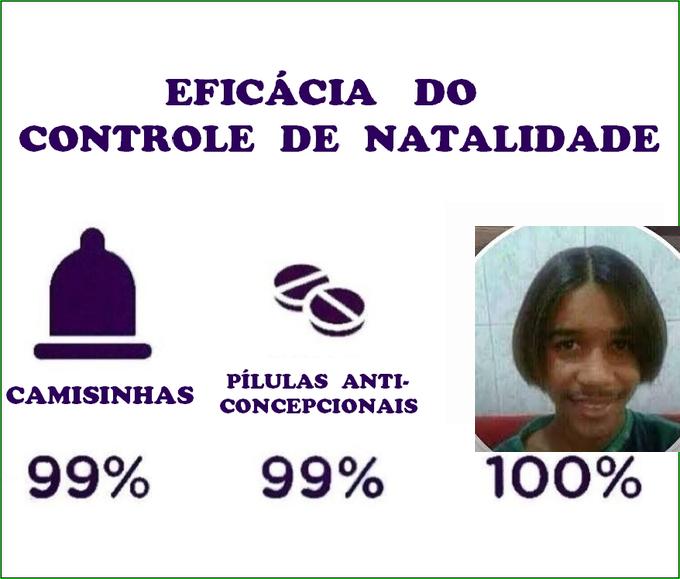 EFICÁCIA DO
CONTROLE DE NATALIDADE
CAMISINHAS
PÍLULAS ANTI-
CONCEPCIONAIS
99%
99%
100%